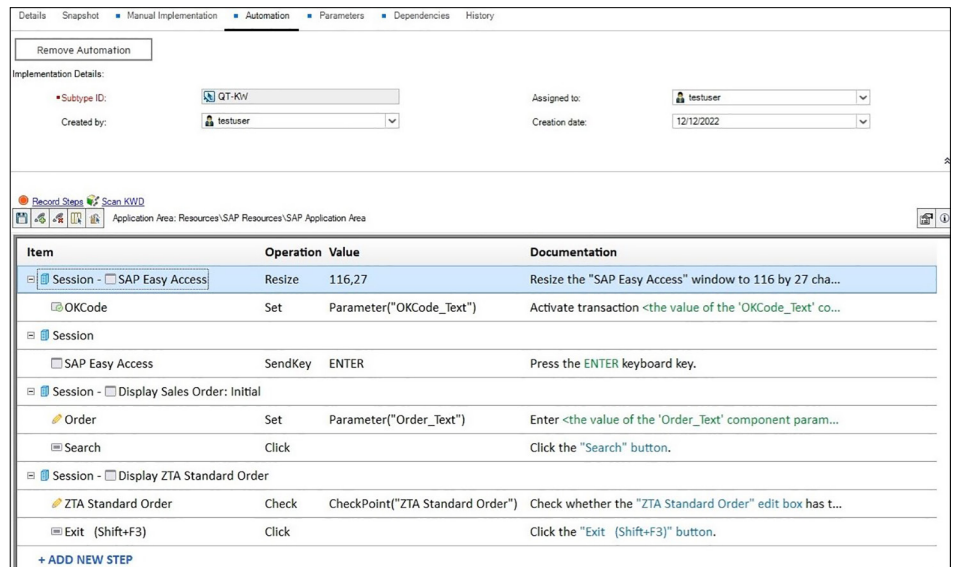 Details Snapshot Manual Implementation Automation Parameters Dependencies History
Remove Automation
Implementation Details:
Subtype ID: QT-KW Assigned to: testuser
Created by: testuser Creation date: 12/12/2022
Record Steps Scan KWD
Application Area: Resources\SAP Resources\SAP Application Area
Item Operation Value Documentation
Session - SAP Easy Access Resize 116,27 Resize the "SAP Easy Access" window to 116 by 27 cha...
OKCode Set Parameter("OKCode_Text") Activate transaction <the value of the 'OKCode_Text' co...
Session
SAP Easy Access SendKey ENTER Press the ENTER keyboard key.
Session - Display Sales Order: Initial
Order Set Parameter("Order_Text") Enter <the value of the 'Order_Text' component param...
Search Click Click the "Search" button.
Session - Display ZTA Standard Order
ZTA Standard Order Check CheckPoint("ZTA Standard Order") Check whether the "ZTA Standard Order" edit box has t...
Exit (Shift+F3) Click Click the "Exit (Shift+F3)" button.
+ ADD NEW STEP